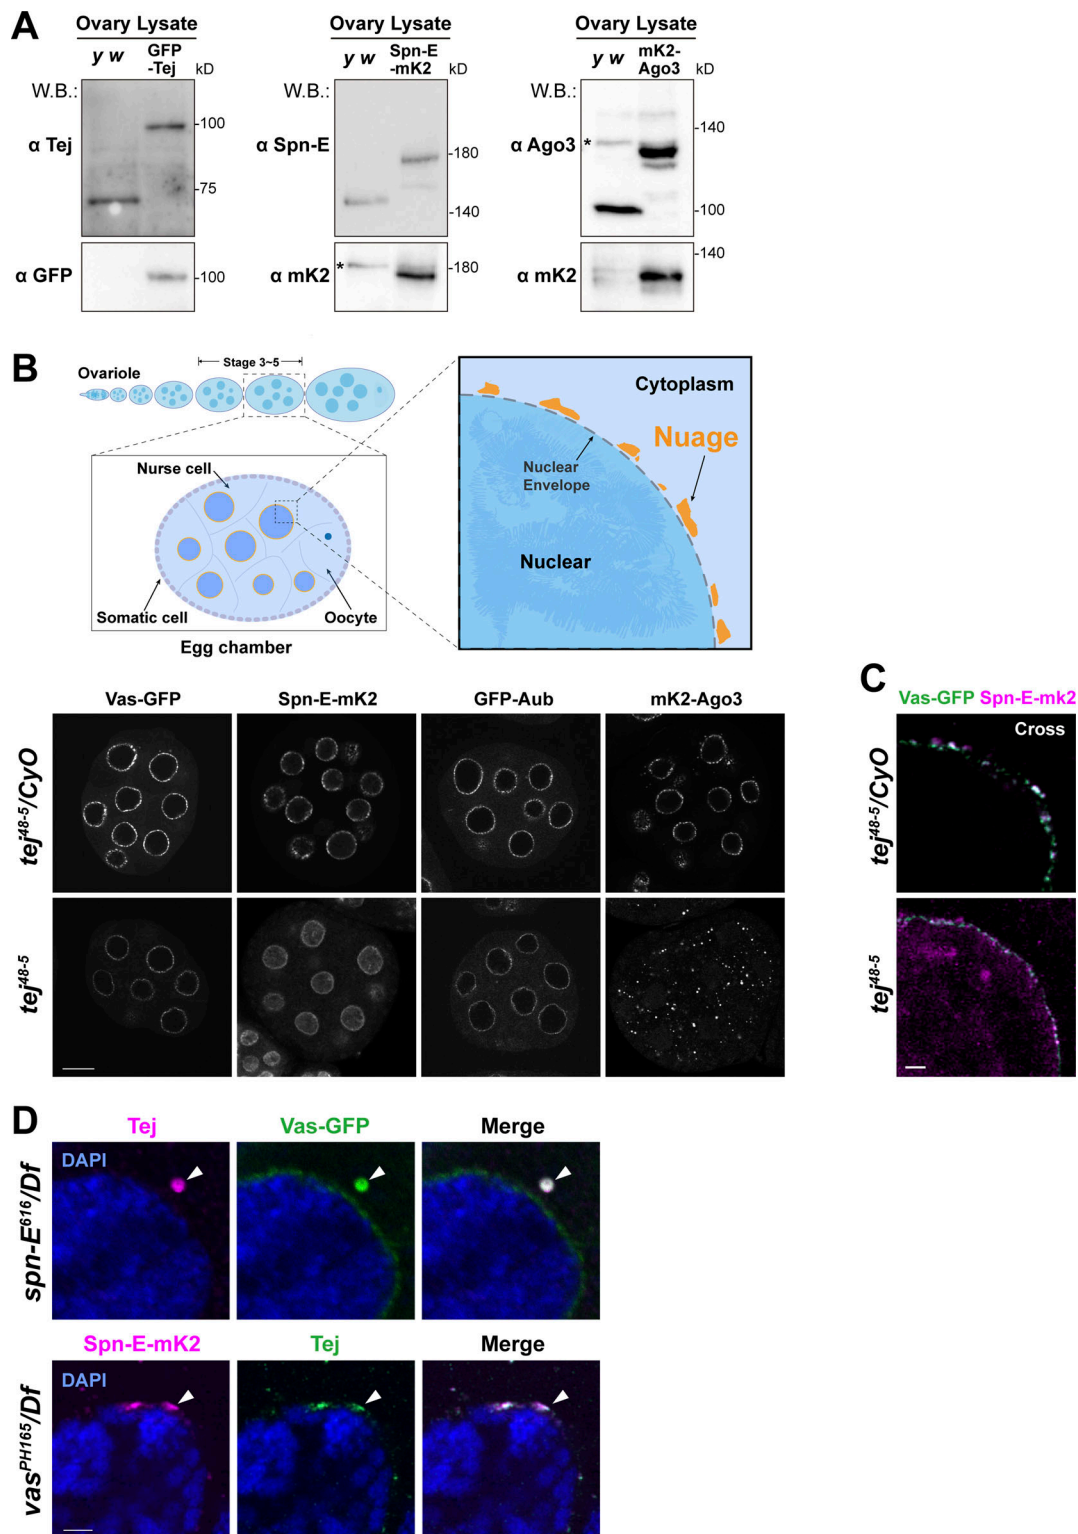 A
Ovary Lysate
y w GFP-Tej kD
W.B.:
α Tej
-100
-75
α GFP
-100
Ovary Lysate
y w Spn-E-mK2 kD
W.B.:
α Spn-E
-180
-140
α mK2
*
-180
Ovary Lysate
y w mK2-Ago3 kD
W.B.:
α Ago3
*
-140
-100
α mK2
-140
B
Ovariole
Stage 3~5
Nurse cell
Somatic cell
Oocyte
Egg chamber
Cytoplasm
Nuage
Nuclear
Envelope
Nuclear
Vas-GFP Spn-E-mK2 GFP-Aub mK2-Ago3
tej48-5/CyO
tej48-5
C
Vas-GFP Spn-E-mk2
Cross
tej48-5/CyO
tej48-5
D
Tej Vas-GFP Merge
DAPI
spn-E616/Df
Spn-E-mK2 Tej Merge
DAPI
vasPH165/Df